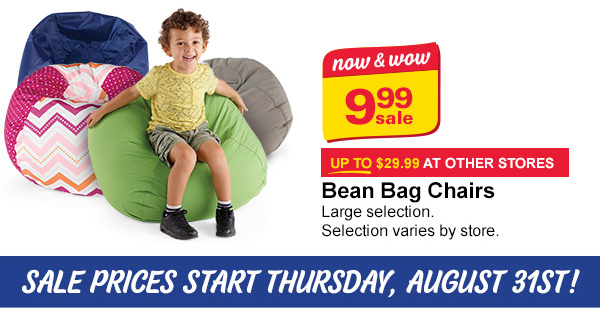 now & wow
9.99
sale
UP TO $29.99 AT OTHER STORES
Bean Bag Chairs
Large selection.
Selection varies by store.
SALE PRICES START THURSDAY, AUGUST 31ST!